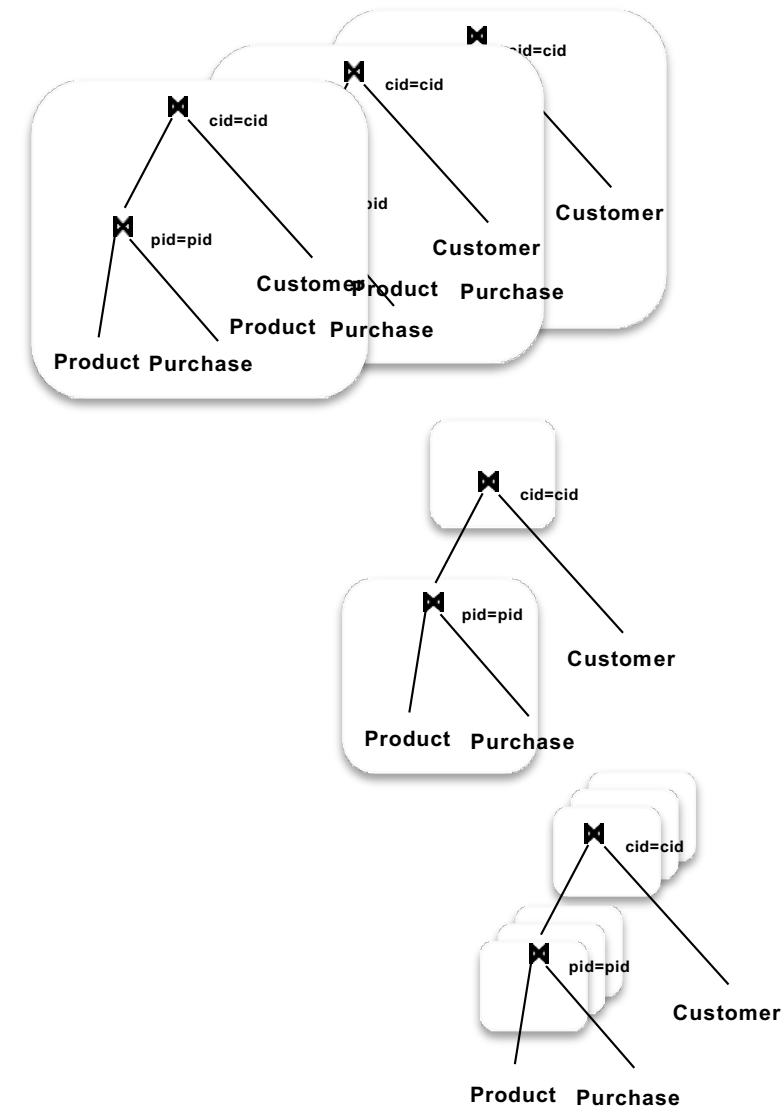 pid=cid
cid=cid
cid=cid
Customer
pid
pid=pid
Customer
Customer
Product
Purchase
Product
Purchase
Product
Purchase
cid=cid
pid=pid
Customer
Product
Purchase
cid=cid
pid=pid
Customer
Product
Purchase